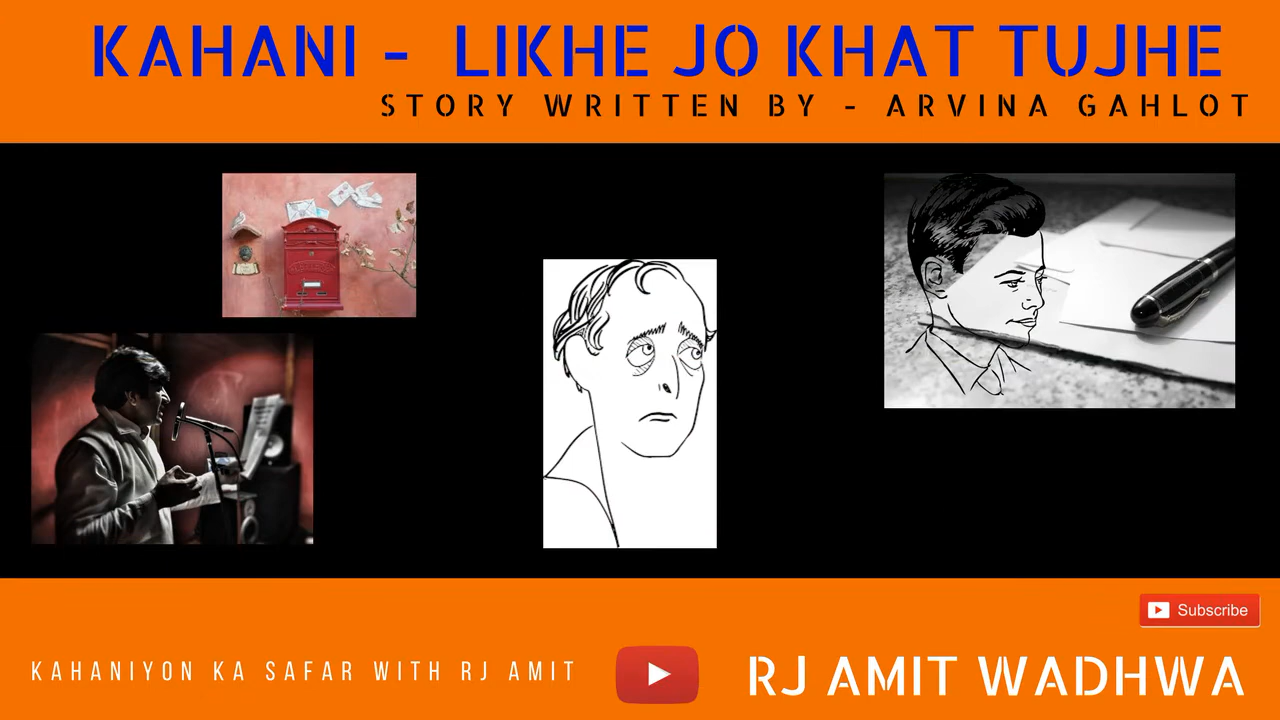 KAHANI - LIKHE JO KHAT TUJHE
STORY WRITTEN BY - ARVINA GAHLOT
Subscribe
KAHANIYON KA SAFAR WITH RJ AMIT
RJ AMIT WADHWA